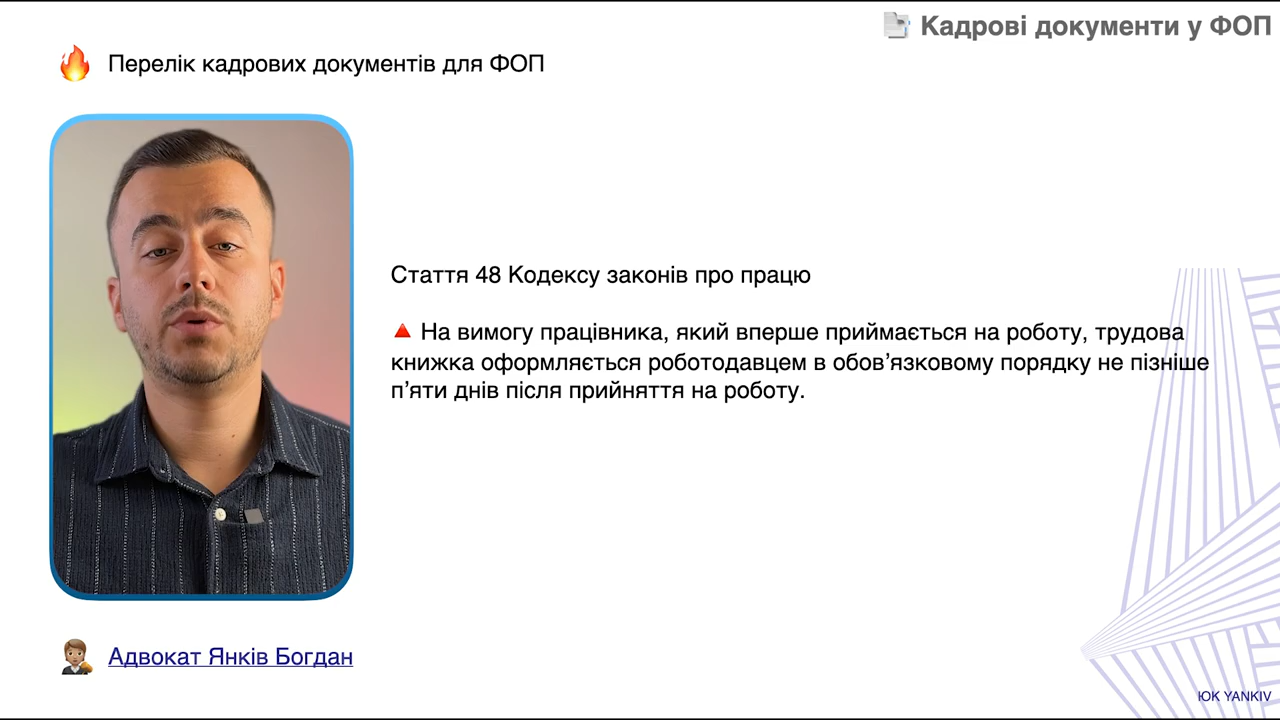 Кадрові документи у ФОП
Перелік кадрових документів для ФОП
Стаття 48 Кодексу законів про працю
На вимогу працівника, який вперше приймається на роботу, трудова
книжка оформляється роботодавцем в обов’язковому порядку не пізніше
п’яти днів після прийняття на роботу.
Адвокат Янків Богдан
ЮК YANKIV